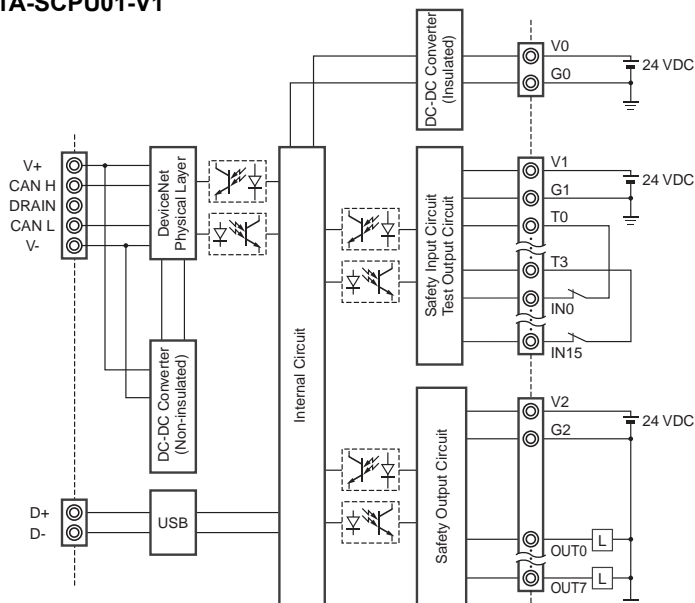 TA-SCPU01-V1
DC-DC Converter
(Insulated)
V0
G0
24 VDC
V+
CAN H
DRAIN
CAN L
V-
DeviceNet
Physical Layer
DC-DC Converter
(Non-insulated)
D+
D-
USB
Internal Circuit
Safety Input Circuit
Test Output Circuit
V1
G1
T0
T3
IN0
IN15
24 VDC
Safety Output Circuit
V2
G2
24 VDC
OUT0
L
OUT7
L